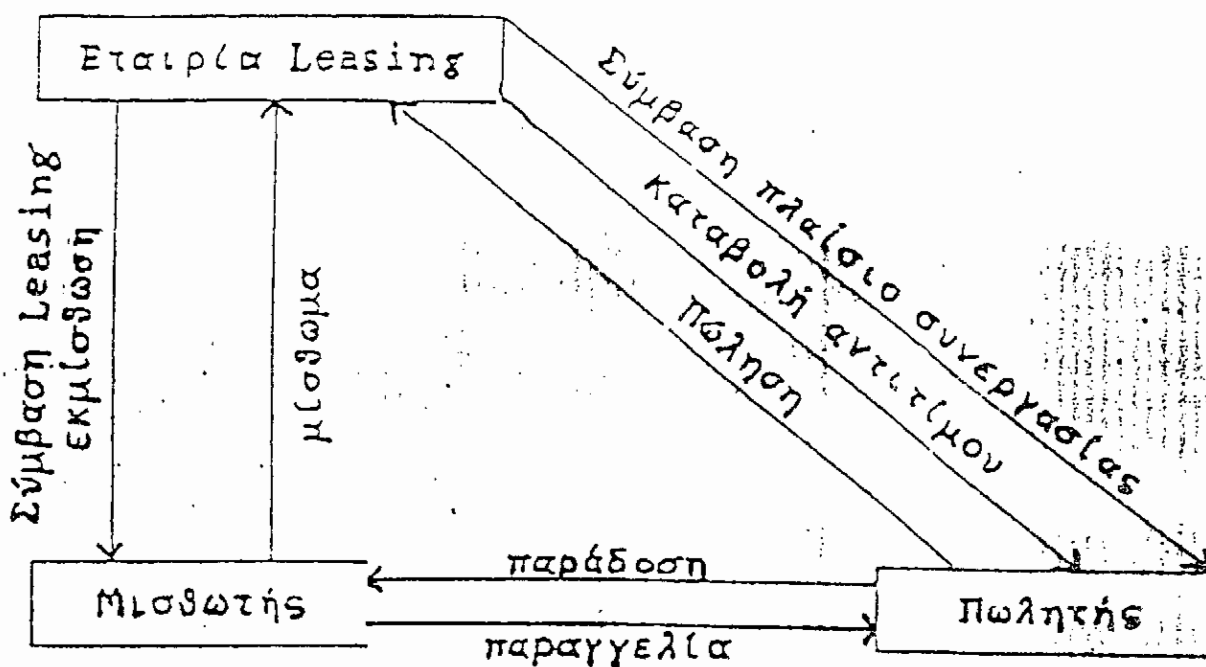 Εταιρία Leasing
Σύμβαση πλαίσιο συνεργασίας
καταβολή αντιτίμου
Πώληση
Σύμβαση Leasing
εκμίσθωση
μίσθωμα
παράδοση
Μισθωτής
Πωλητής
παραγγελία